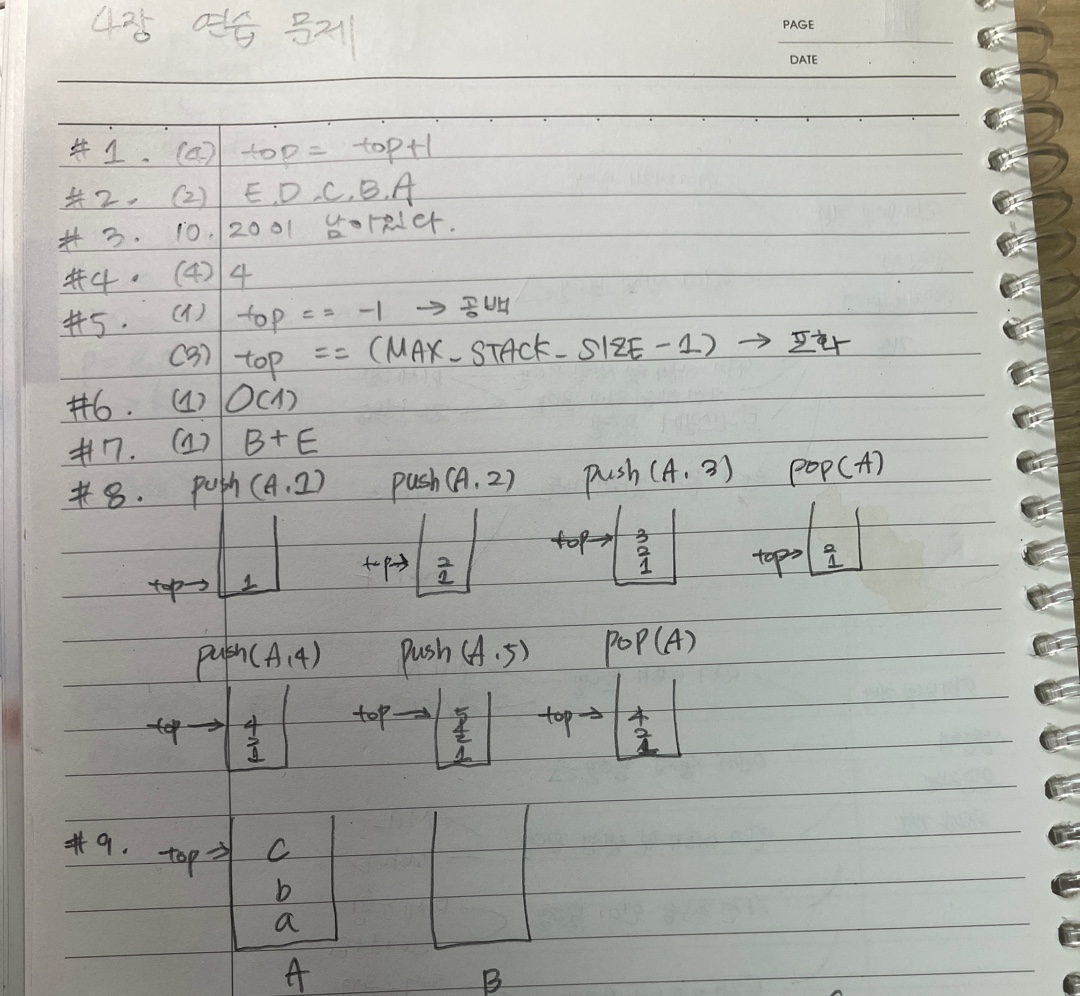 4장 연습 문제
PAGE
DATE
#1. (4) top = top+1
#2. (2) E.D.C.B.A
#3. 10. 20이 남아있다.
#4. (4) 4
#5. (1) top == -1 → 공백
(3) top == (MAX_STACK_SIZE-1) → 포화
#6. (1) O(1)
#7. (1) B+E
#8. push(A.1) push(A.2) push(A.3) pop(A)
top→ 1 top→ 2 1 top→ 3 2 1 top→ 2 1
push(A.4) push(A.5) pop(A)
top→ 4 2 1 top→ 5 4 2 1 top→ 4 2 1
#9. top→ c
b
a
A B